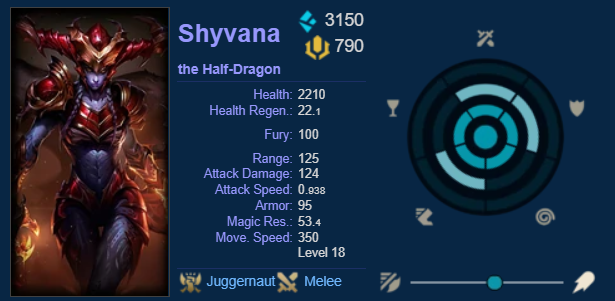 Shyvana
3150
790
the Half-Dragon
Health: 2210
Health Regen.: 22.1
Fury: 100
Range: 125
Attack Damage: 124
Attack Speed: 0.938
Armor: 95
Magic Res.: 53.4
Move. Speed: 350
Level 18
Juggernaut Melee